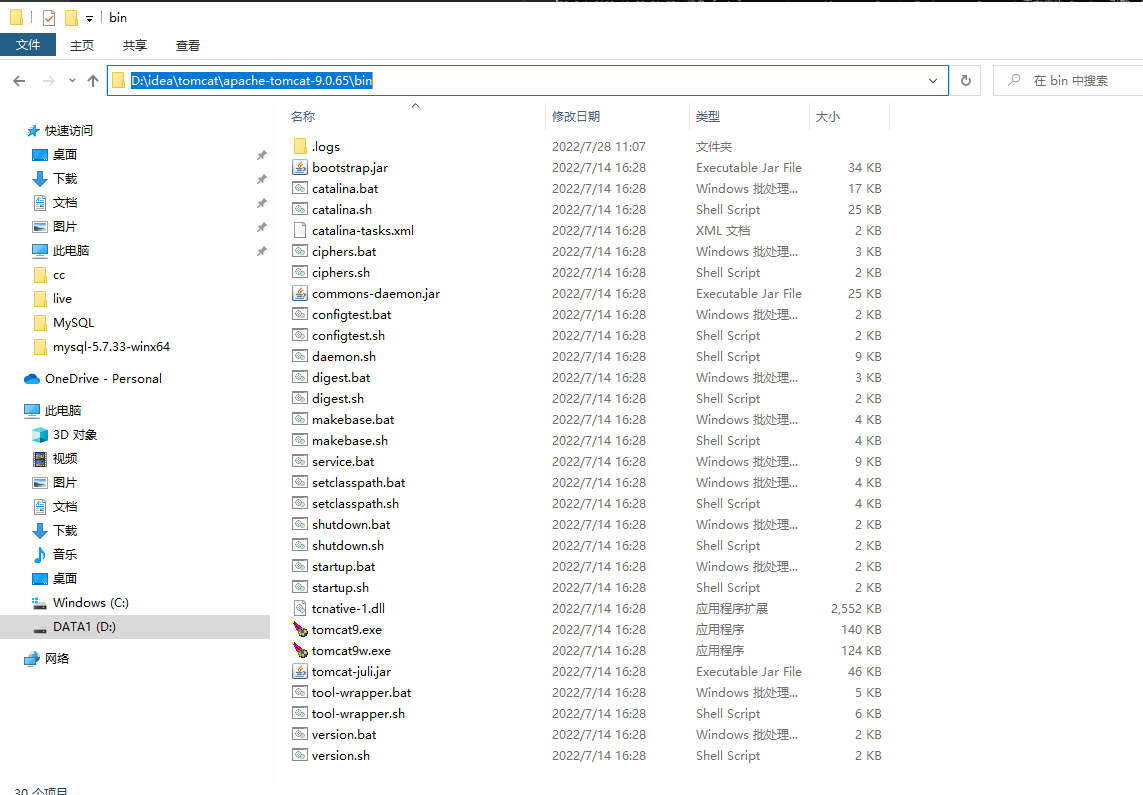 bin
文件 主页 共享 查看
D:\idea\tomcat\apache-tomcat-9.0.65\bin 在 bin 中搜索
快速访问
桌面
下载
文档
图片
此电脑
cc
live
MySQL
mysql-5.7.33-winx64
OneDrive - Personal
此电脑
3D 对象
视频
图片
文档
下载
音乐
桌面
Windows (C:)
DATA1 (D:)
网络
名称 修改日期 类型 大小
.logs 2022/7/28 11:07 文件夹
bootstrap.jar 2022/7/14 16:28 Executable Jar File 34 KB
catalina.bat 2022/7/14 16:28 Windows 批处理... 17 KB
catalina.sh 2022/7/14 16:28 Shell Script 25 KB
catalina-tasks.xml 2022/7/14 16:28 XML 文档 2 KB
ciphers.bat 2022/7/14 16:28 Windows 批处理... 3 KB
ciphers.sh 2022/7/14 16:28 Shell Script 2 KB
commons-daemon.jar 2022/7/14 16:28 Executable Jar File 25 KB
configtest.bat 2022/7/14 16:28 Windows 批处理... 2 KB
configtest.sh 2022/7/14 16:28 Shell Script 2 KB
daemon.sh 2022/7/14 16:28 Shell Script 9 KB
digest.bat 2022/7/14 16:28 Windows 批处理... 3 KB
digest.sh 2022/7/14 16:28 Shell Script 2 KB
makebase.bat 2022/7/14 16:28 Windows 批处理... 4 KB
makebase.sh 2022/7/14 16:28 Shell Script 4 KB
service.bat 2022/7/14 16:28 Windows 批处理... 9 KB
setclasspath.bat 2022/7/14 16:28 Windows 批处理... 4 KB
setclasspath.sh 2022/7/14 16:28 Shell Script 4 KB
shutdown.bat 2022/7/14 16:28 Windows 批处理... 2 KB
shutdown.sh 2022/7/14 16:28 Shell Script 2 KB
startup.bat 2022/7/14 16:28 Windows 批处理... 2 KB
startup.sh 2022/7/14 16:28 Shell Script 2 KB
tcnative-1.dll 2022/7/14 16:28 应用程序扩展 2,552 KB
tomcat9.exe 2022/7/14 16:28 应用程序 140 KB
tomcat9w.exe 2022/7/14 16:28 应用程序 124 KB
tomcat-juli.jar 2022/7/14 16:28 Executable Jar File 46 KB
tool-wrapper.bat 2022/7/14 16:28 Windows 批处理... 5 KB
tool-wrapper.sh 2022/7/14 16:28 Shell Script 6 KB
version.bat 2022/7/14 16:28 Windows 批处理... 2 KB
version.sh 2022/7/14 16:28 Shell Script 2 KB
30 个项目